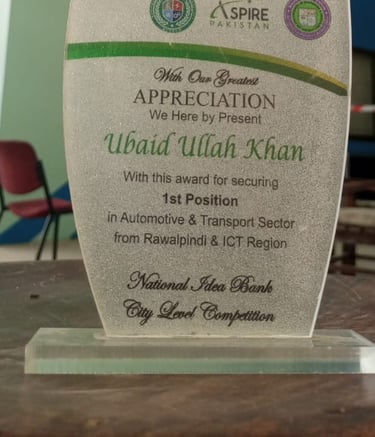 ASPIRE
PAKISTAN
With Our Greatest
APPRECIATION
We Here by Present
Ubaid Ullah Khan
With this award for securing
1st Position
in Automotive & Transport Sector
from Rawalpindi & ICT Region
National Idea Bank
City Level Competition